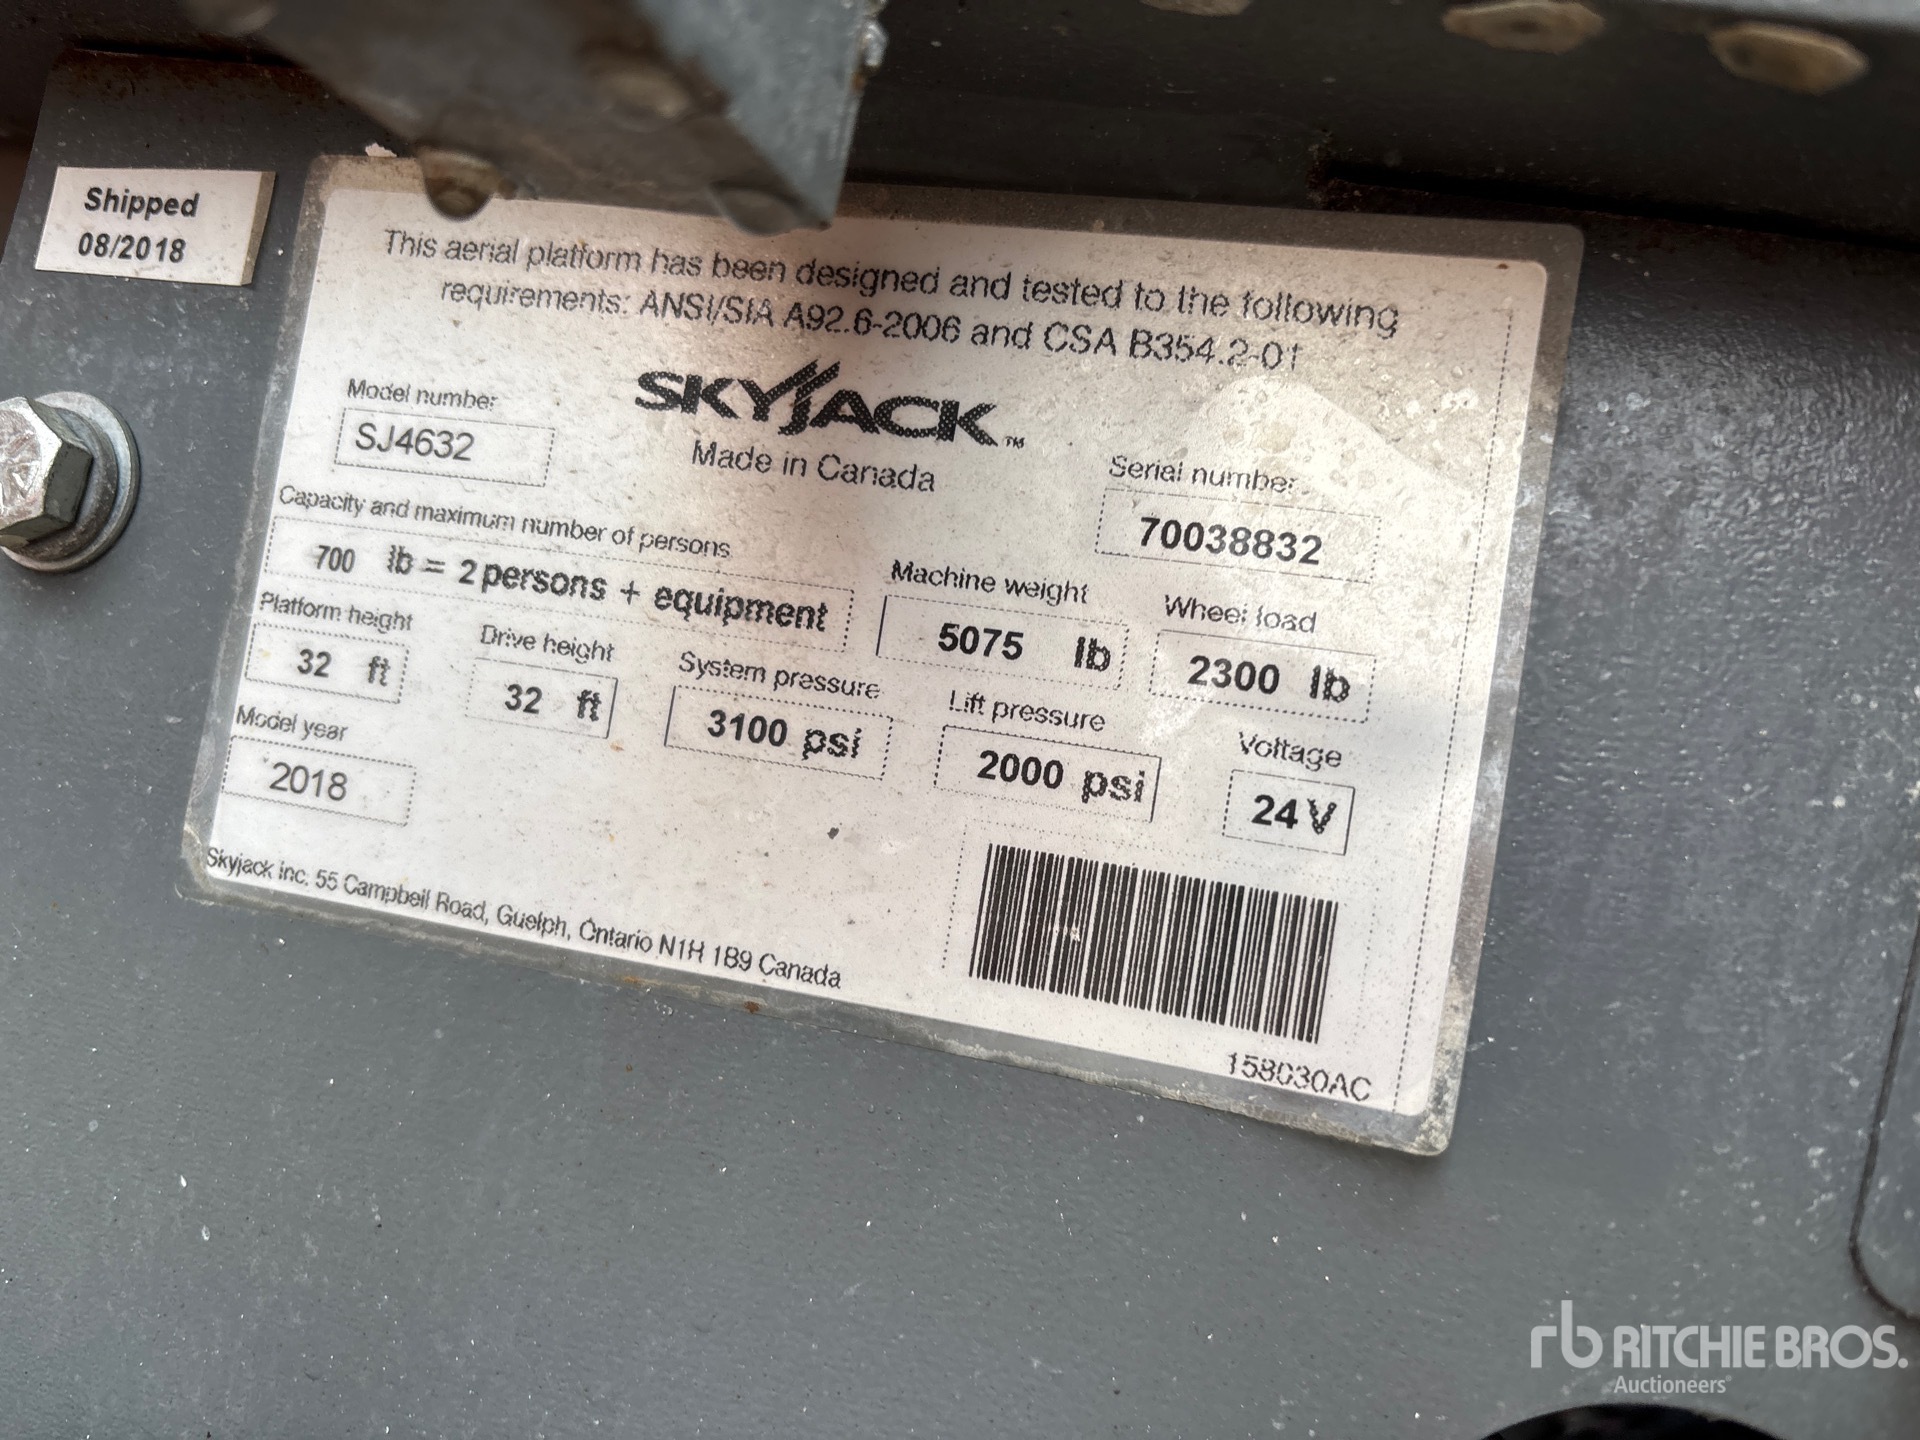 Shipped
08/2018
This aerial platform has been designed and tested to the following
requirements: ANSI/SIA A92.6-2006 and CSA B354.2-01
SKYJACK™
Made in Canada
Model number
SJ4632
Serial number
70038832
Capacity and maximum number of persons
700 lb = 2 persons + equipment
Machine weight
5075 lb
Wheel load
2300 lb
Platform height
32 ft
Drive height
32 ft
System pressure
3100 psi
Lift pressure
2000 psi
Voltage
24 V
Model year
2018
Skyjack inc. 55 Campbell Road, Guelph, Ontario N1H 1B9 Canada
158030AC
rb RITCHIE BROS.
Auctioneers